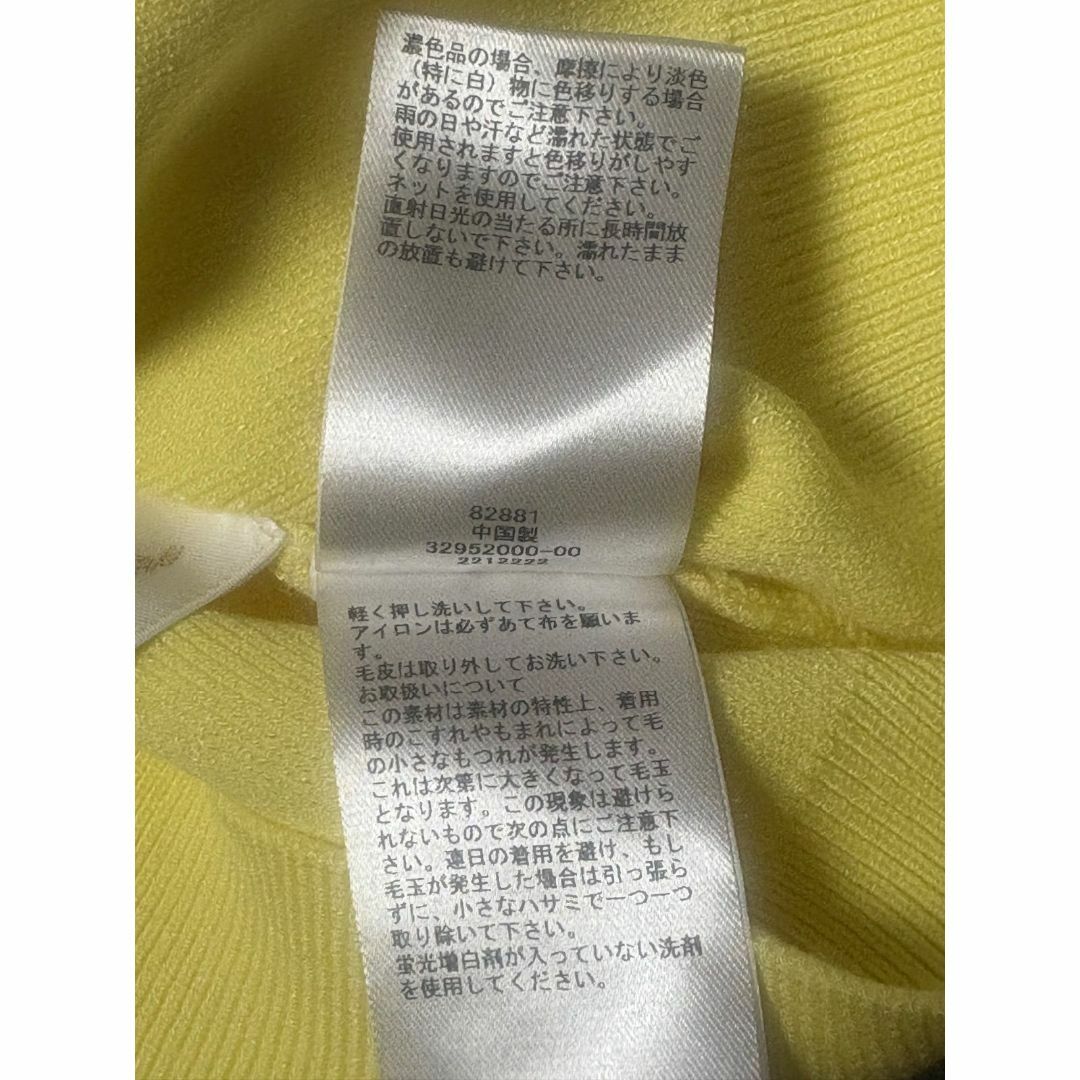 濃色品の場合、摩擦により淡色
(特に白)物に色移りする場合
があるのでご注意下さい。
雨の日や汗など濡れた状態でご
使用されますと色移りがしやす
くなりますのでご注意下さい。
ネットを使用してください。
直射日光の当たる所に長時間放
置しないで下さい。濡れたまま
の放置も避けて下さい。
82881
中国製
32952000-00
2212222
軽く押し洗いして下さい。
アイロンは必ずあて布を願いま
す。
毛皮は取り外してお洗い下さい。
お取扱いについて
この素材は素材の特性上、着用
時のこすれやもまれによって毛
の小さなもつれが発生します。
これは次第に大きくなって毛玉
となります。この現象は避けら
れないもので次の点にご注意下
さい。連日の着用を避け、もし
毛玉が発生した場合は引っ張ら
ずに、小さなハサミで一つ一つ
取り除いて下さい。
蛍光増白剤が入っていない洗剤
を使用してください。